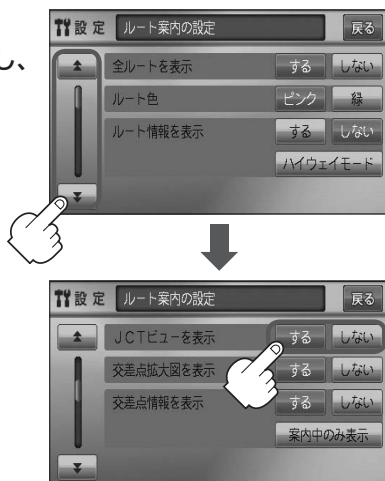 し、
設定 ルート案内の設定 戻る
全ルートを表示 する しない
ルート色 ピンク 緑
ルート情報を表示 する しない
ハイウェイモード
設定 ルート案内の設定 戻る
JCTビューを表示 する しない
交差点拡大図を表示 する しない
交差点情報を表示 する しない
案内中のみ表示